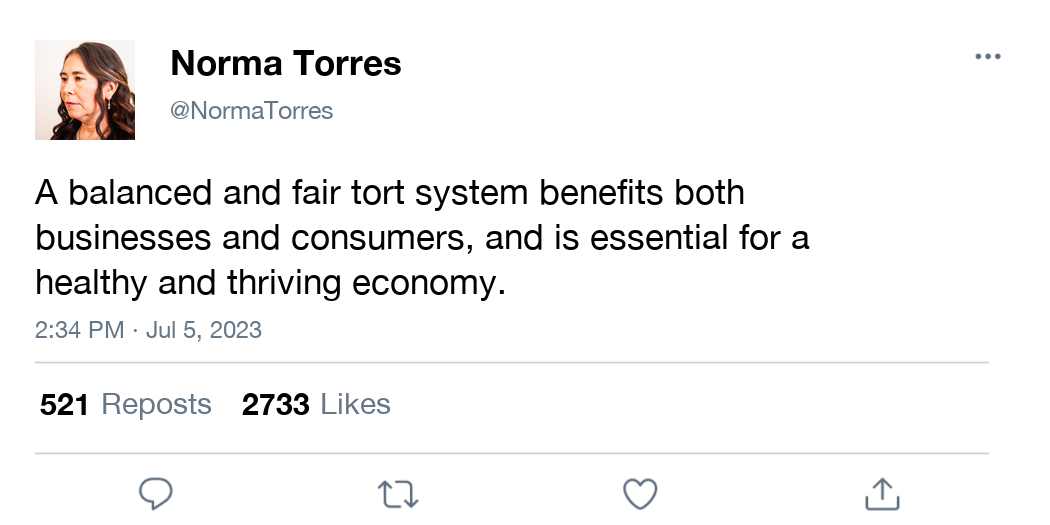 Norma Torres
@NormaTorres
A balanced and fair tort system benefits both
businesses and consumers, and is essential for a
healthy and thriving economy.
2:34 PM · Jul 5, 2023
521 Reposts 2733 Likes